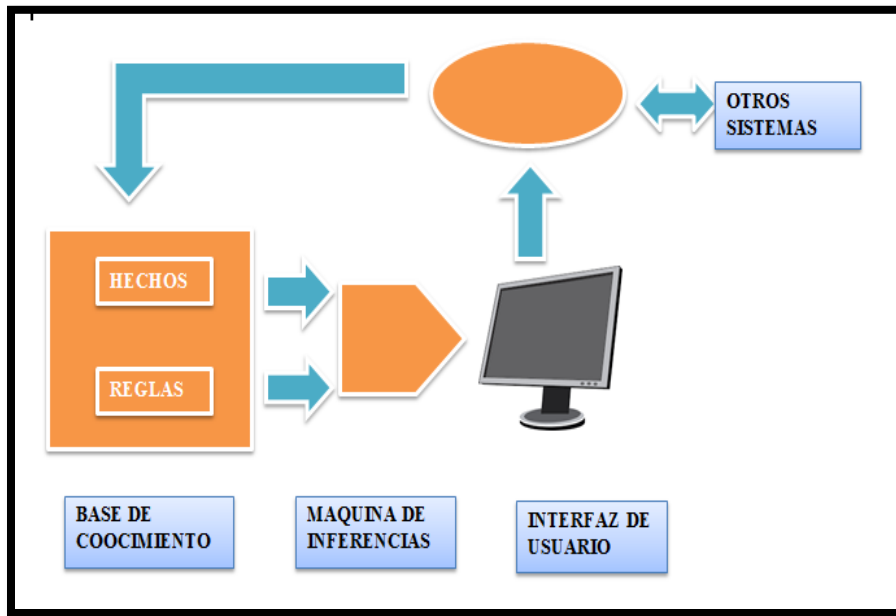 OTROS
SISTEMAS
HECHOS
REGLAS
BASE DE
COOCIMIENTO
MAQUINA DE
INFERENCIAS
INTERFAZ DE
USUARIO